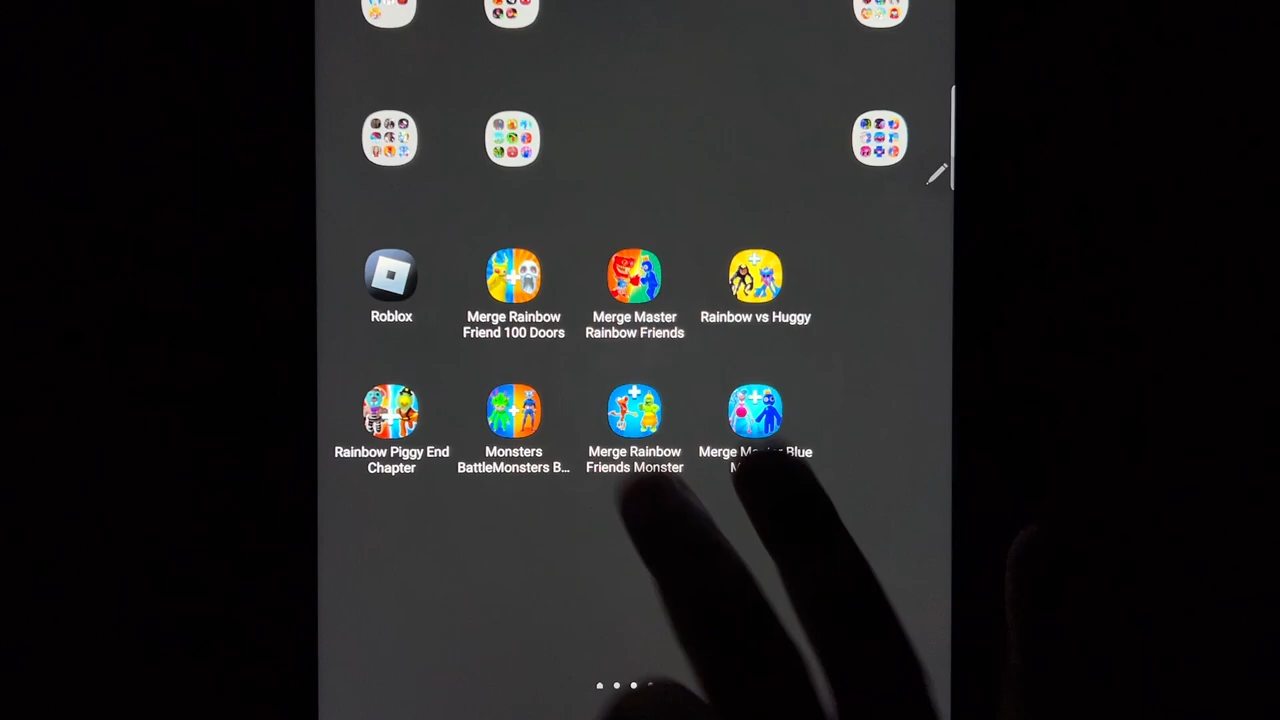 Roblox
Merge Rainbow
Friend 100 Doors
Merge Master
Rainbow Friends
Rainbow vs Huggy
Rainbow Piggy End
Chapter
Monsters
BattleMonsters B...
Merge Rainbow
Friends Monster
Merge Master Blue